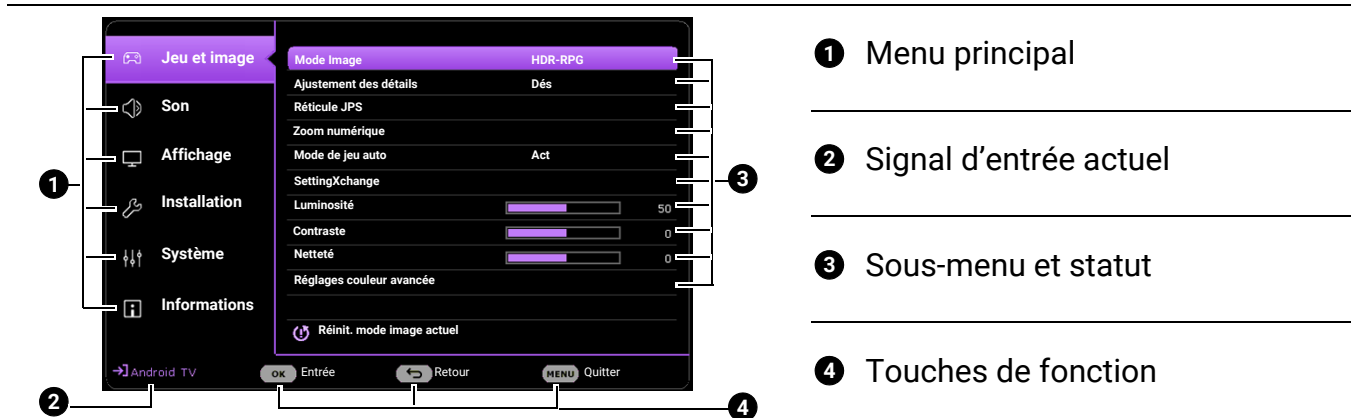 Jeu et image
Son
Affichage
Installation
Système
Informations
Mode Image HDR-RPG
Ajustement des détails Dés
Réticule JPS
Zoom numérique
Mode de jeu auto Act
SettingXchange
Luminosité 50
Contraste 0
Netteté 0
Réglages couleur avancée
Réinit. mode image actuel
Android TV
OK Entrée
Retour
MENU Quitter
1
2
3
4
1 Menu principal
2 Signal d’entrée actuel
3 Sous-menu et statut
4 Touches de fonction